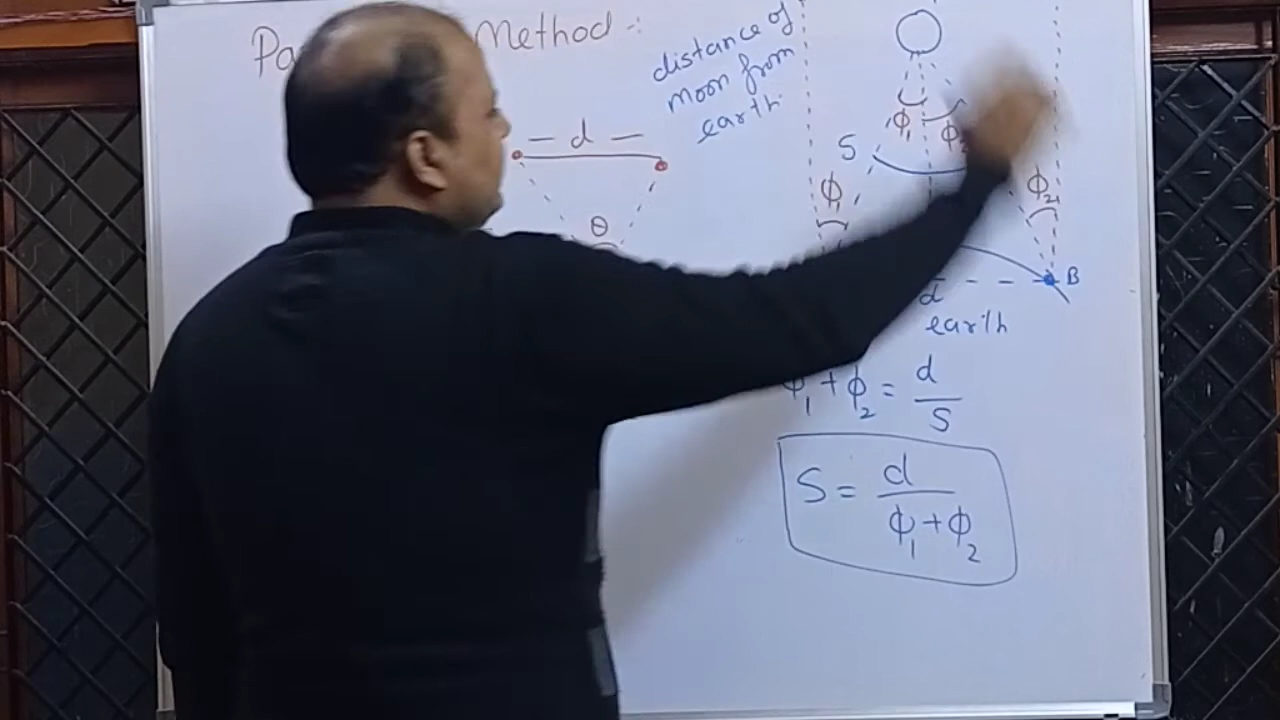 Method :-
distance of
moon from
earth.
— d —
θ
S
ϕ₁
ϕ₂
ϕ₁
ϕ₂
B
d
earth
ϕ₁ + ϕ₂ = d/S
S = d/(ϕ₁ + ϕ₂)